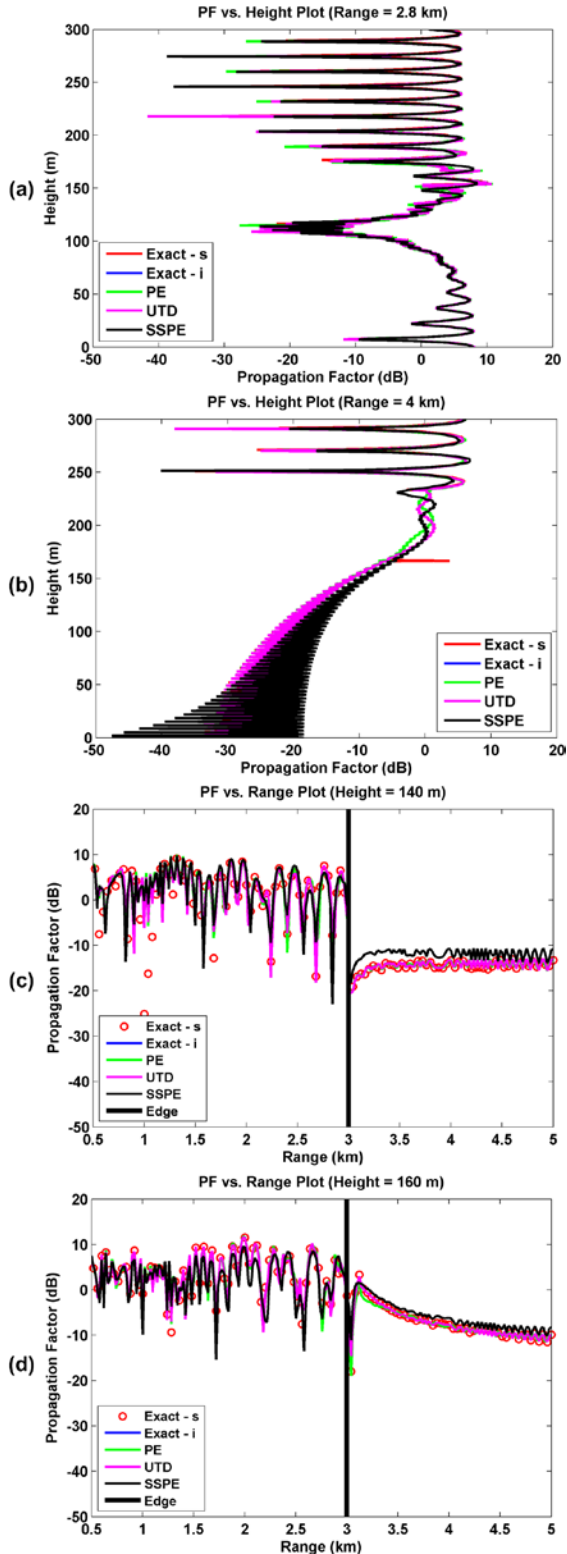 PF vs. Height Plot (Range = 2.8 km)
300
250
200
150
100
50
0
Height (m)
(a)
Exact - s
Exact - i
PE
UTD
SSPE
-50 -40 -30 -20 -10 0 10 20
Propagation Factor (dB)
PF vs. Height Plot (Range = 4 km)
300
250
200
150
100
50
0
Height (m)
(b)
Exact - s
Exact - i
PE
UTD
SSPE
-50 -40 -30 -20 -10 0 10 20
Propagation Factor (dB)
PF vs. Range Plot (Height = 140 m)
20
10
0
-10
-20
-30
-40
-50
Propagation Factor (dB)
(c)
Exact - s
Exact - i
PE
UTD
SSPE
Edge
0.5 1 1.5 2 2.5 3 3.5 4 4.5 5
Range (km)
PF vs. Range Plot (Height = 160 m)
20
10
0
-10
-20
-30
-40
-50
Propagation Factor (dB)
(d)
Exact - s
Exact - i
PE
UTD
SSPE
Edge
0.5 1 1.5 2 2.5 3 3.5 4 4.5 5
Range (km)